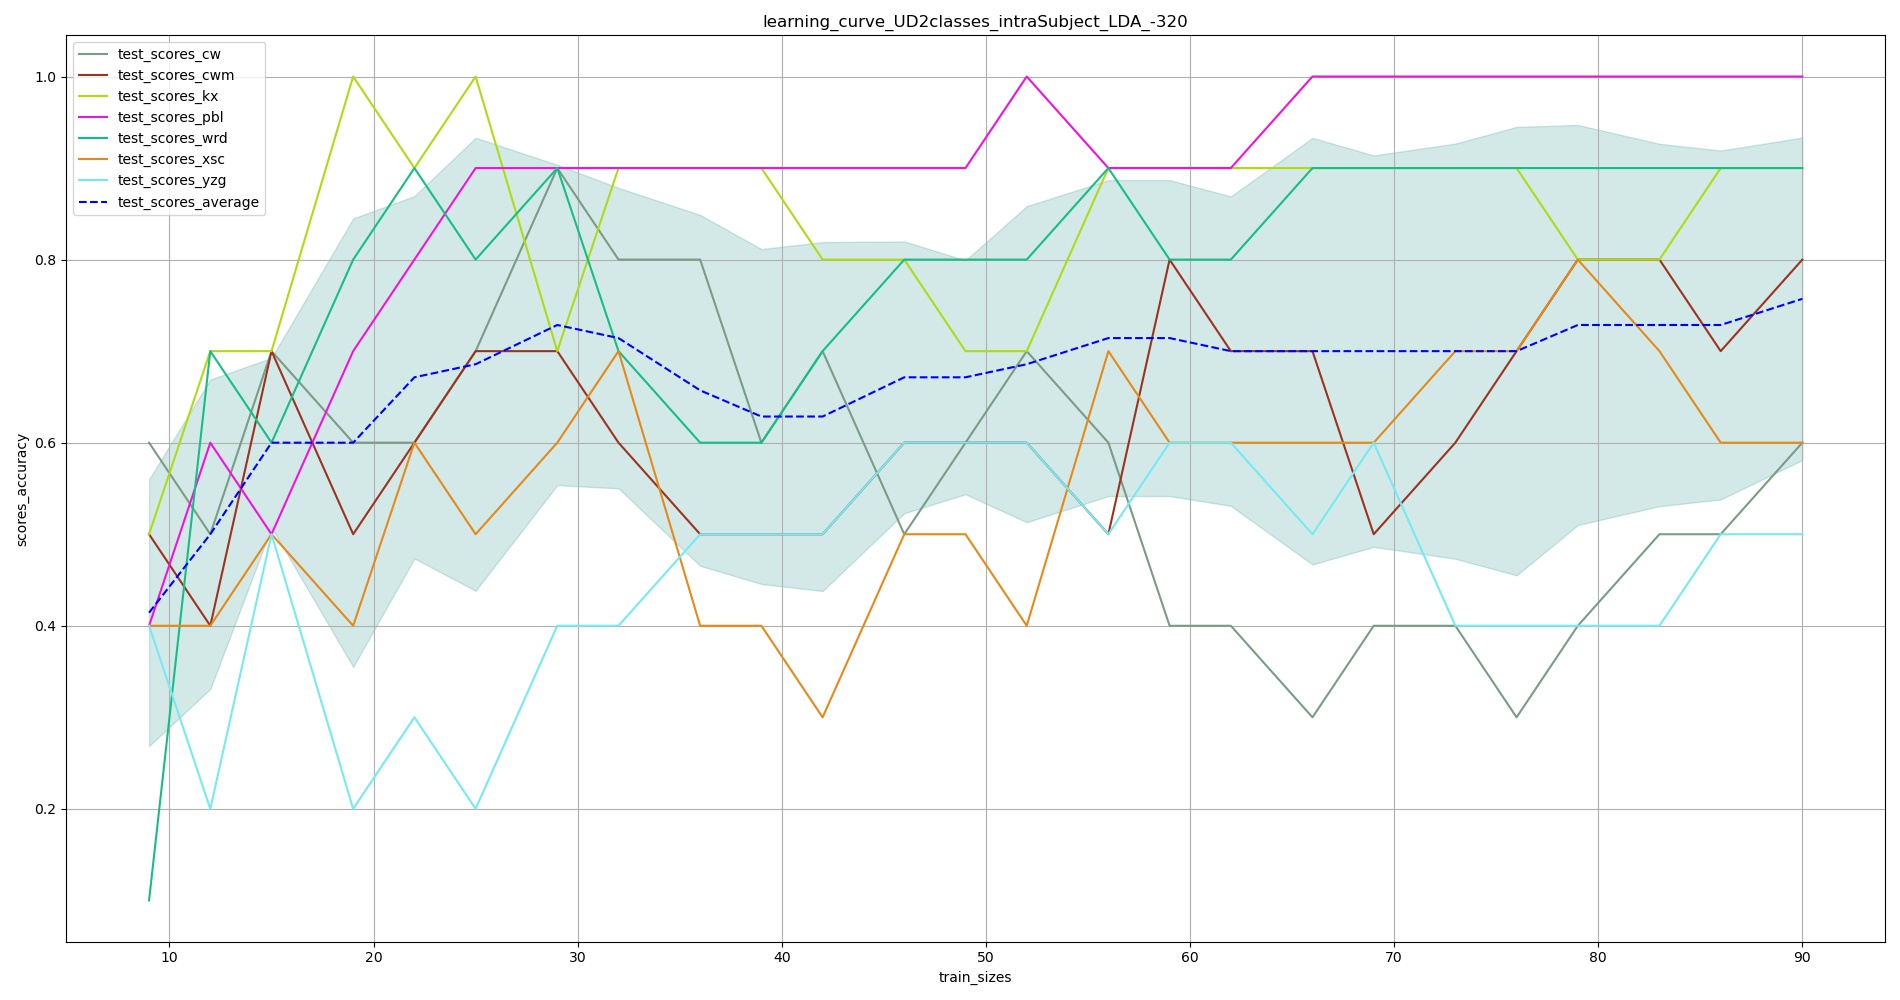 learning_curve_UD2classes_intraSubject_LDA_-320
test_scores_cw
test_scores_cwm
test_scores_kx
test_scores_pbl
test_scores_wrd
test_scores_xsc
test_scores_yzg
test_scores_average
scores_accuracy
1.0
0.8
0.6
0.4
0.2
10 20 30 40 50 60 70 80 90
train_sizes